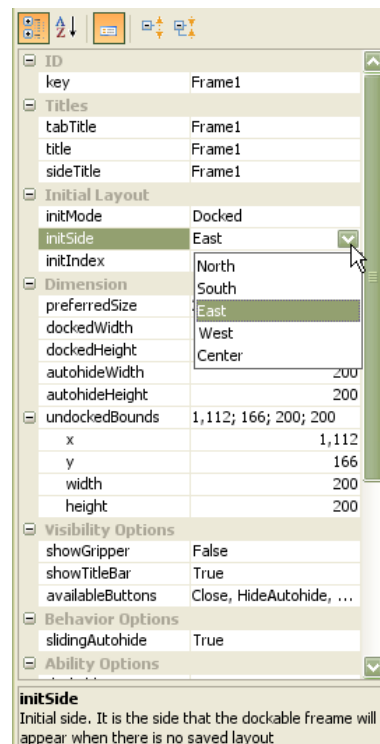 ID
key Frame1
Titles
tabTitle Frame1
title Frame1
sideTitle Frame1
Initial Layout
initMode Docked
initSide East
initIndex
North
South
East
West
Center
Dimension
preferredSize
dockedWidth
dockedHeight
autohideWidth 200
autohideHeight 200
undockedBounds 1,112; 166; 200; 200
x 1,112
y 166
width 200
height 200
Visibility Options
showGripper False
showTitleBar True
availableButtons Close, HideAutohide, ...
Behavior Options
slidingAutohide True
Ability Options
initSide
Initial side. It is the side that the dockable freame will
appear when there is no saved layout